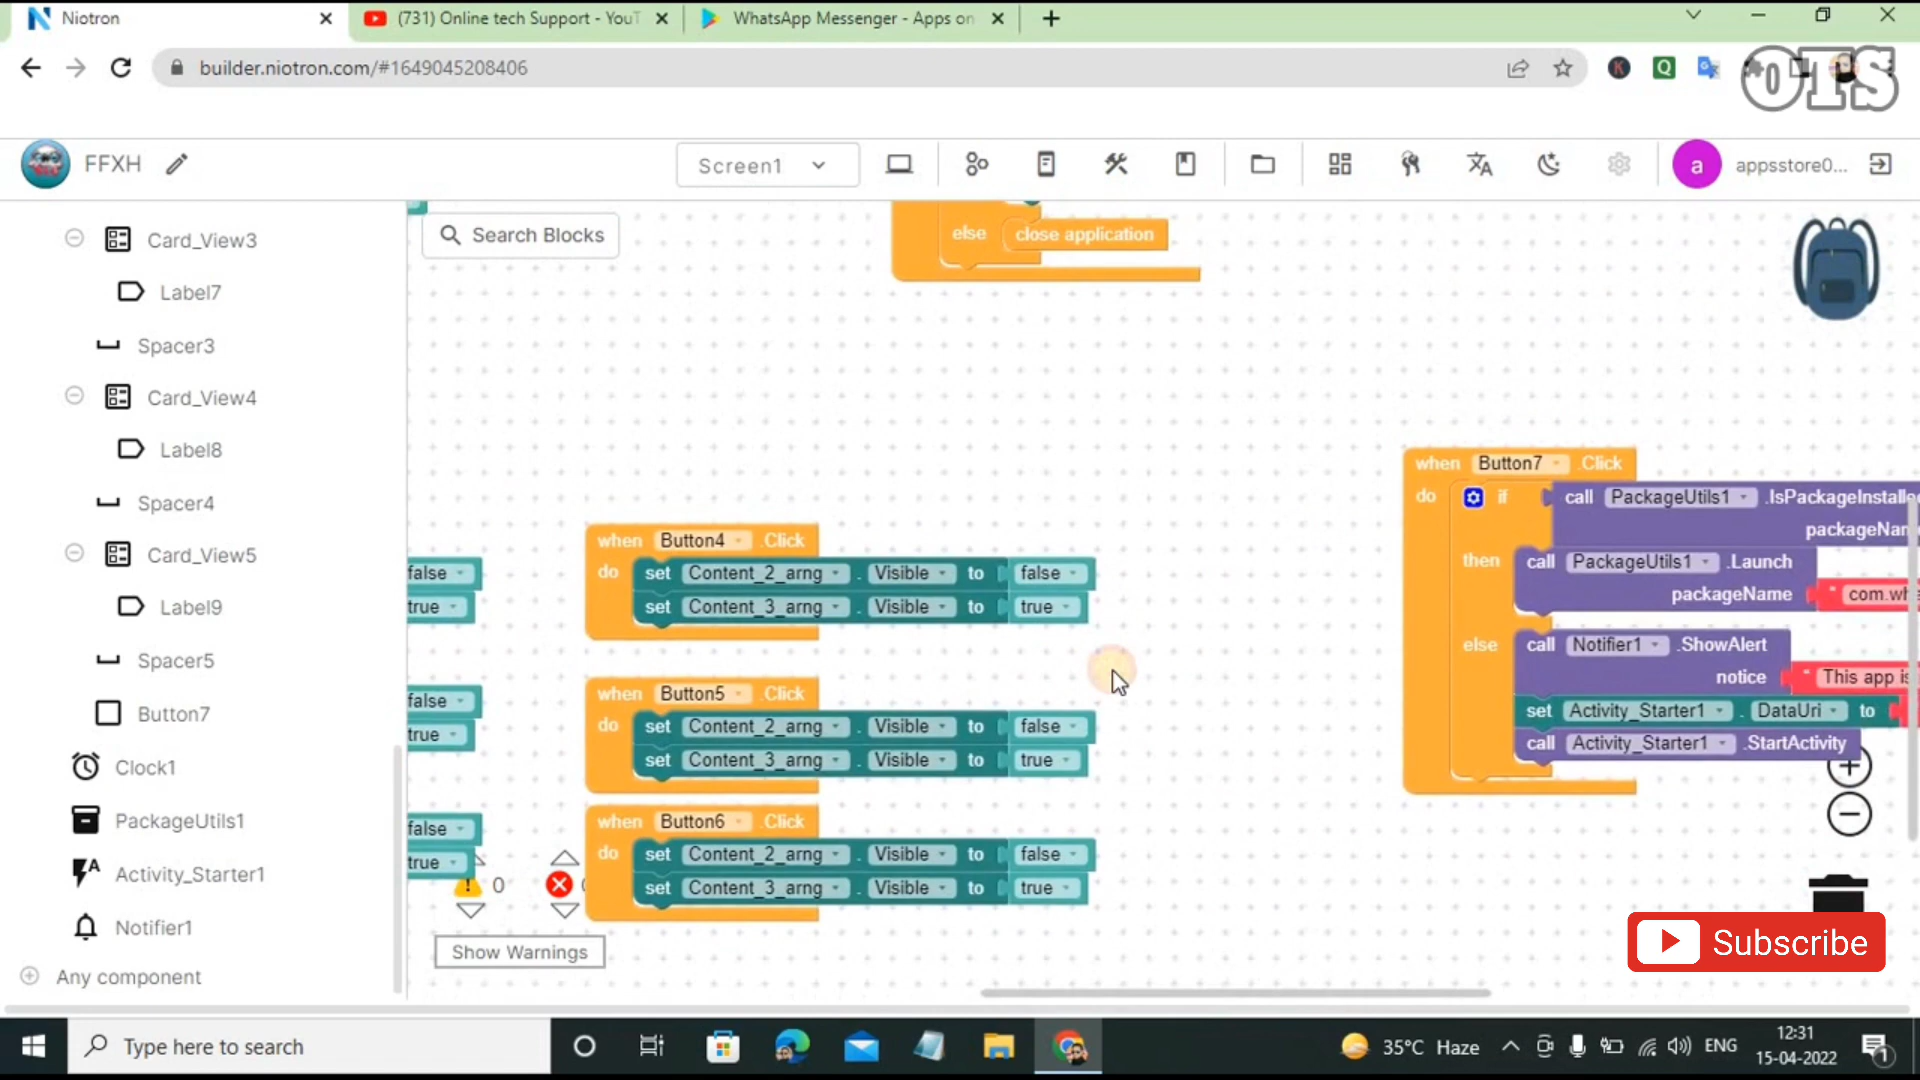 Niotron
(731) Online tech Support - YouT
WhatsApp Messenger - Apps on
builder.niotron.com/#1649045208406
OTS
FFXH
Screen1
a
appsstore0...
Card_View3
Label7
Spacer3
Card_View4
Label8
Spacer4
Card_View5
Label9
Spacer5
Button7
Clock1
PackageUtils1
Activity_Starter1
Notifier1
Any component
Search Blocks
else close application
false
true
false
true
false
true
when Button4 .Click
do set Content_2_arng . Visible to false
set Content_3_arng . Visible to true
when Button5 .Click
do set Content_2_arng . Visible to false
set Content_3_arng . Visible to true
when Button6 .Click
do set Content_2_arng . Visible to false
set Content_3_arng . Visible to true
when Button7 .Click
do if call PackageUtils1 .IsPackageInstalle
packageNam
then call PackageUtils1 .Launch
packageName " com.wh
else call Notifier1 .ShowAlert
notice " This app is
set Activity_Starter1 . DataUri to
call Activity_Starter1 .StartActivity
0
Show Warnings
Subscribe
Type here to search
35°C Haze
ENG
12:31
15-04-2022
1